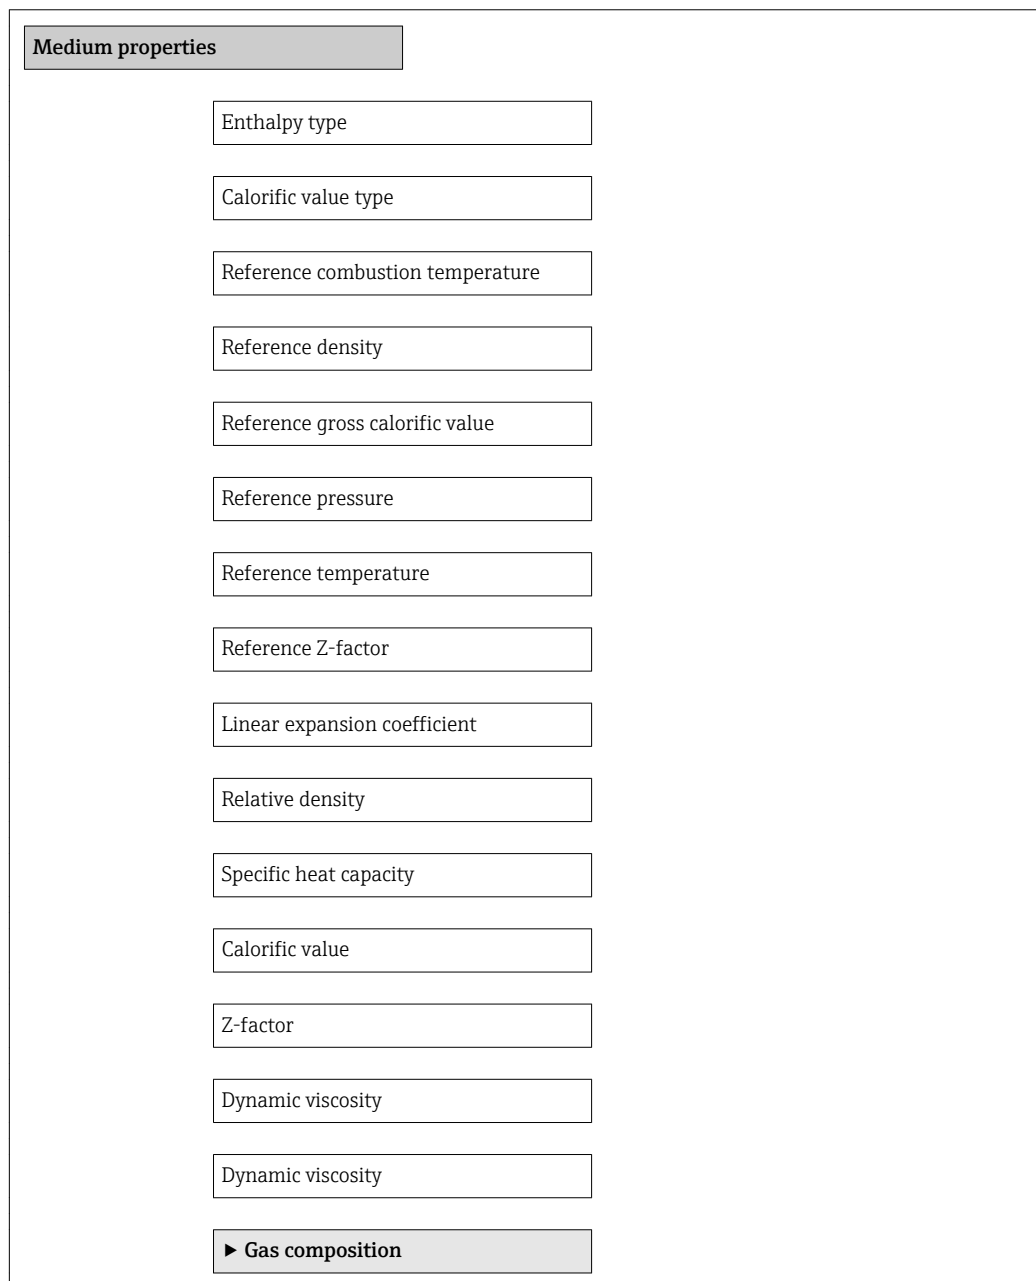 Medium properties
Enthalpy type
Calorific value type
Reference combustion temperature
Reference density
Reference gross calorific value
Reference pressure
Reference temperature
Reference Z-factor
Linear expansion coefficient
Relative density
Specific heat capacity
Calorific value
Z-factor
Dynamic viscosity
Dynamic viscosity
▶ Gas composition